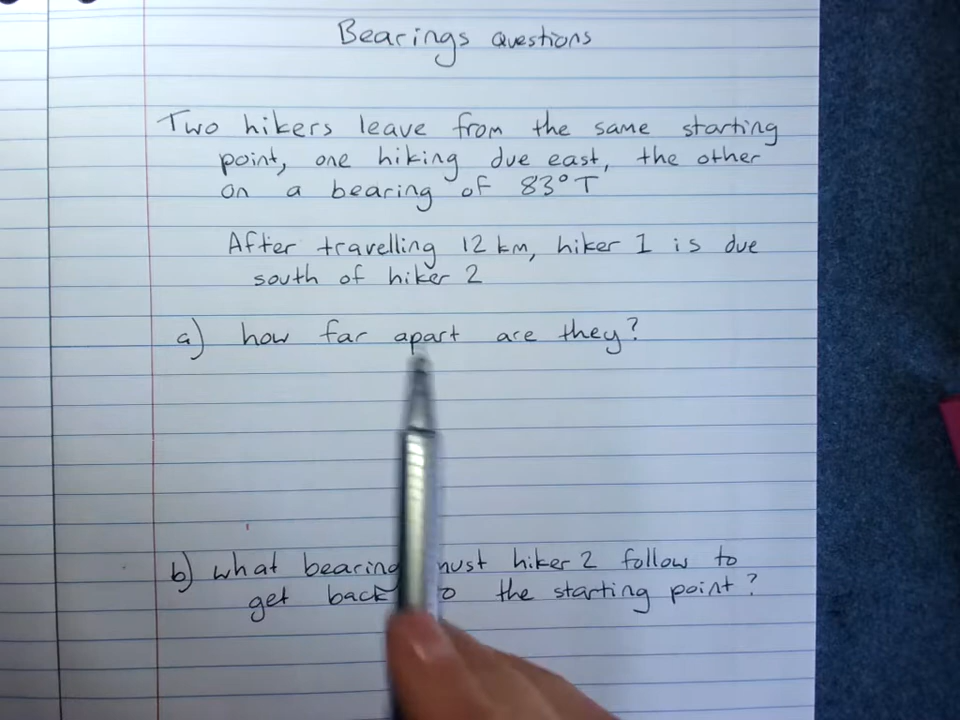 Bearings questions
Two hikers leave from the same starting
point, one hiking due east, the other
on a bearing of 83°T
After travelling 12 km, hiker 1 is due
south of hiker 2
a) how far apart are they?
b) what bearing must hiker 2 follow to
get back to the starting point?